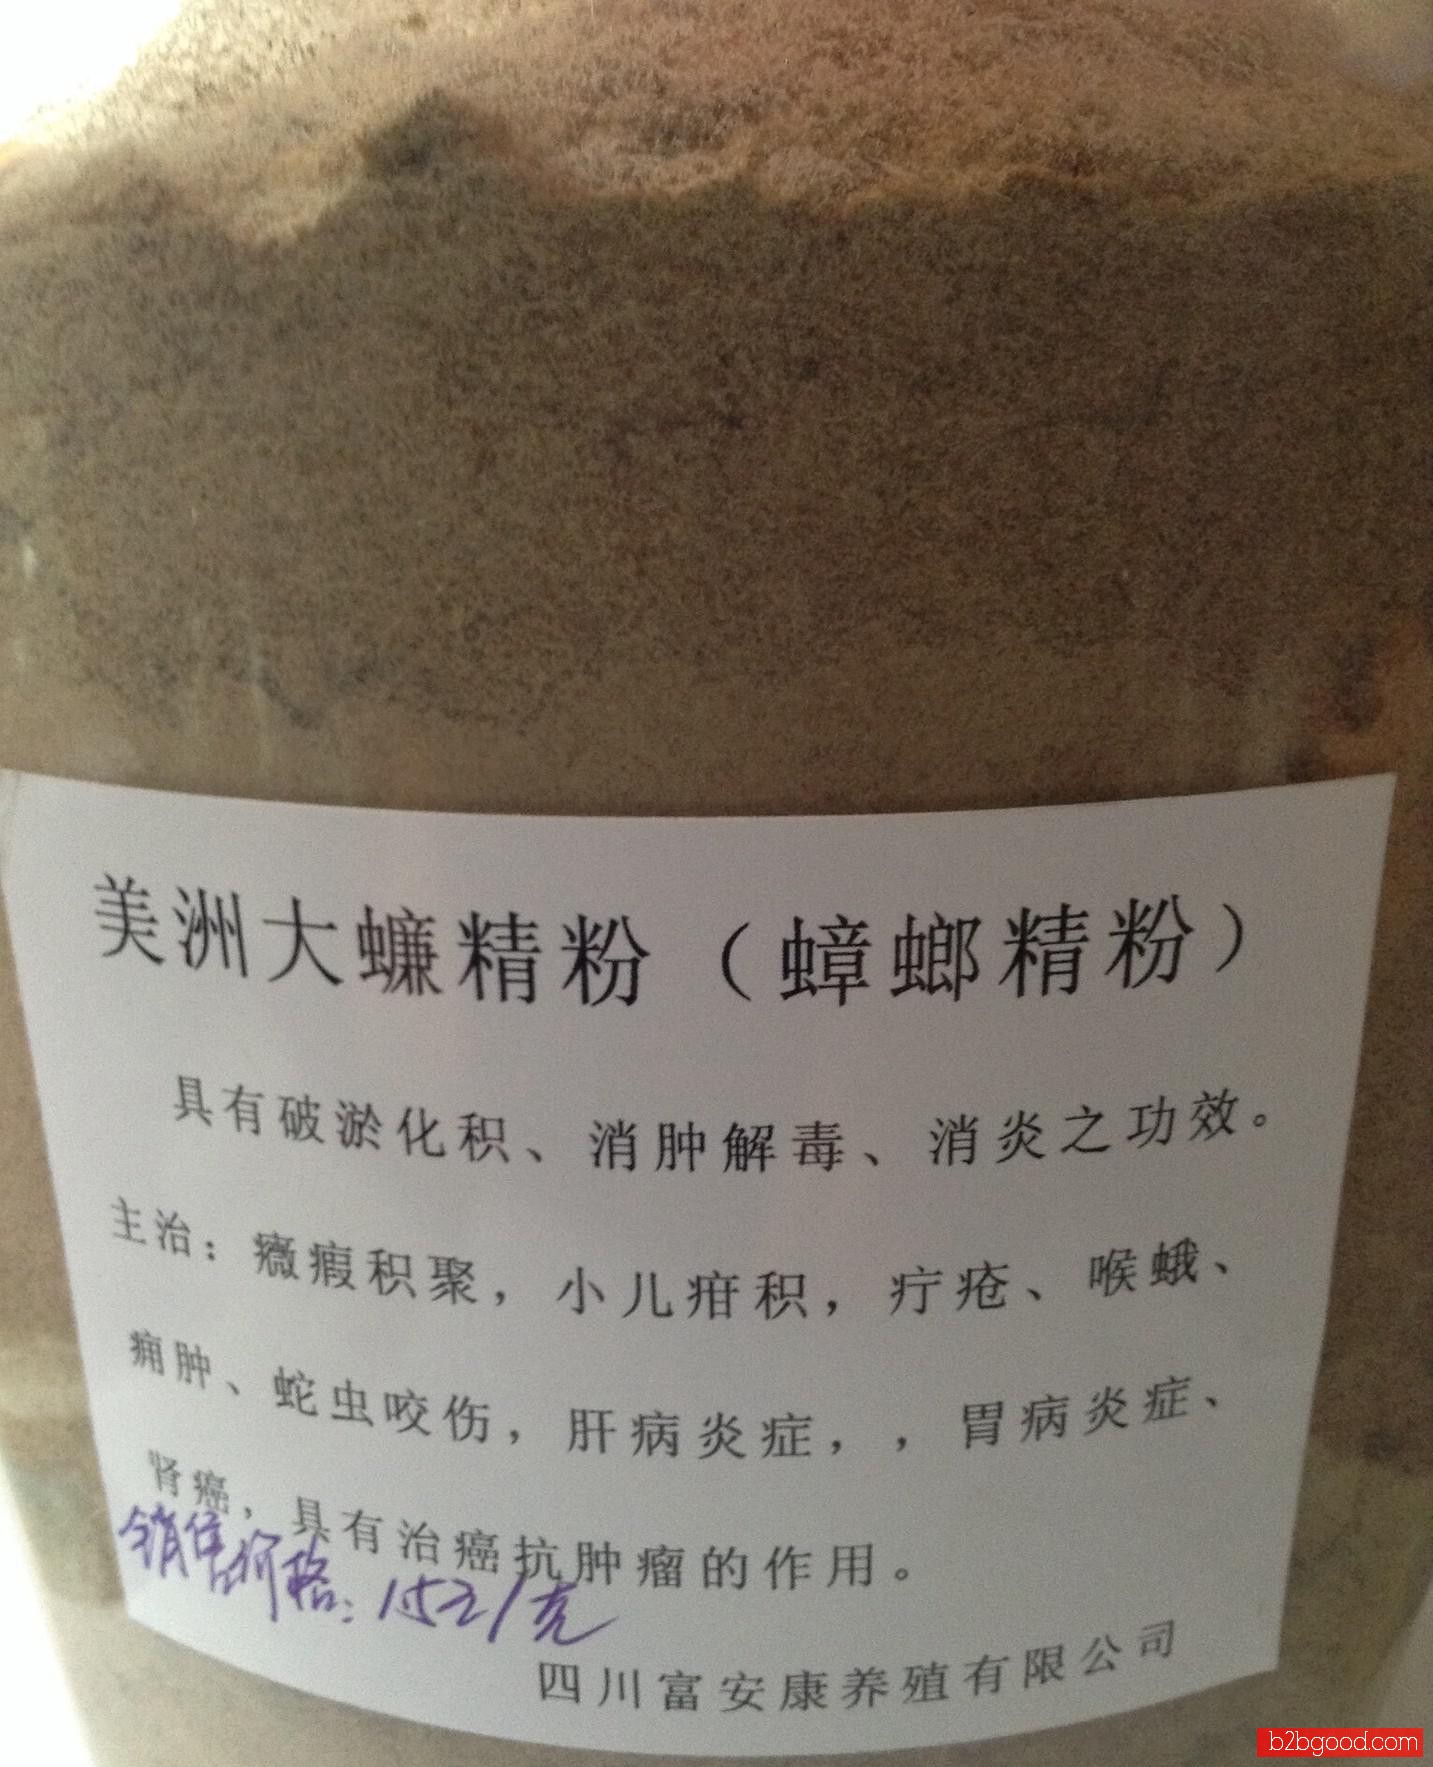 美洲大蠊精粉（蟑螂精粉）
具有破淤化积、消肿解毒、消炎之功效。
主治：癥瘕积聚，小儿疳积，疔疮、喉蛾、
痈肿、蛇虫咬伤，肝病炎症，，胃病炎症、
肾癌，具有治癌抗肿瘤的作用。
销售价格：15元/克
四川富安康养殖有限公司
b2bgood.com